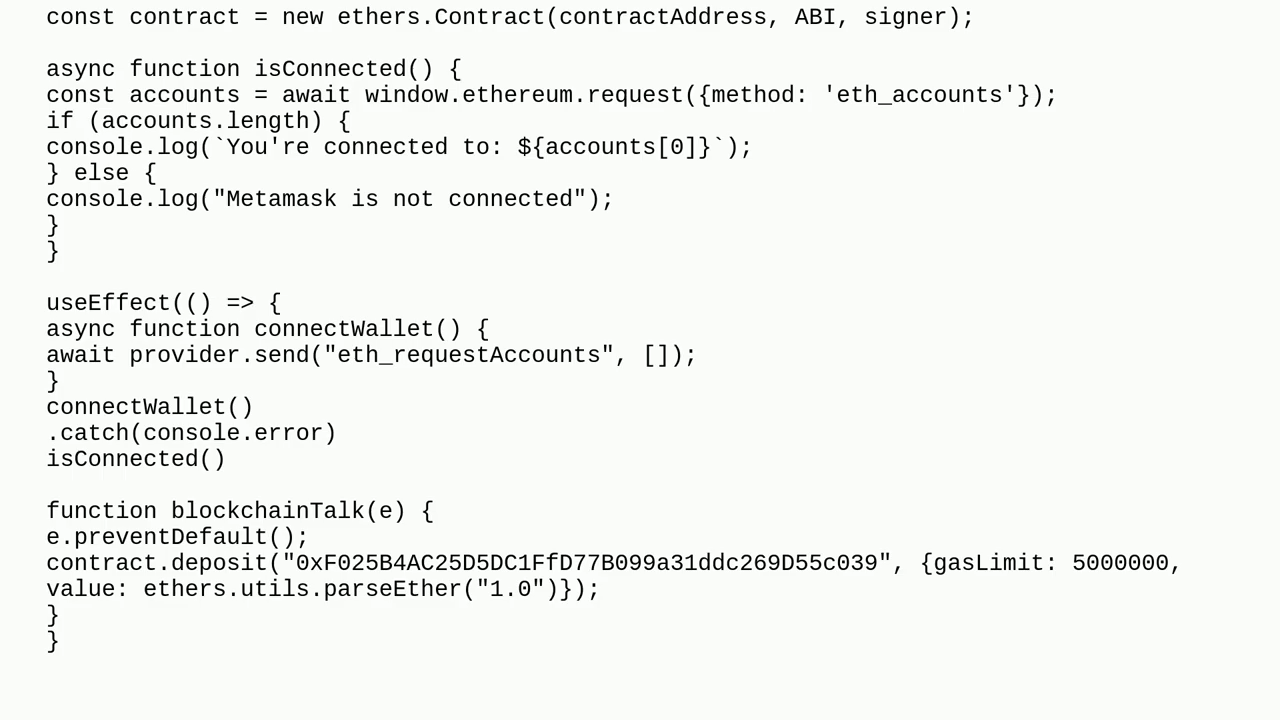 const contract = new ethers.Contract(contractAddress, ABI, signer);
async function isConnected() {
const accounts = await window.ethereum.request({method: 'eth_accounts'});
if (accounts.length) {
console.log(`You're connected to: ${accounts[0]}`);
} else {
console.log("Metamask is not connected");
}
}
useEffect(() => {
async function connectWallet() {
await provider.send("eth_requestAccounts", []);
}
connectWallet()
.catch(console.error)
isConnected()
function blockchainTalk(e) {
e.preventDefault();
contract.deposit("0xF025B4AC25D5DC1FfD77B099a31ddc269D55c039", {gasLimit: 5000000,
value: ethers.utils.parseEther("1.0")});
}
}